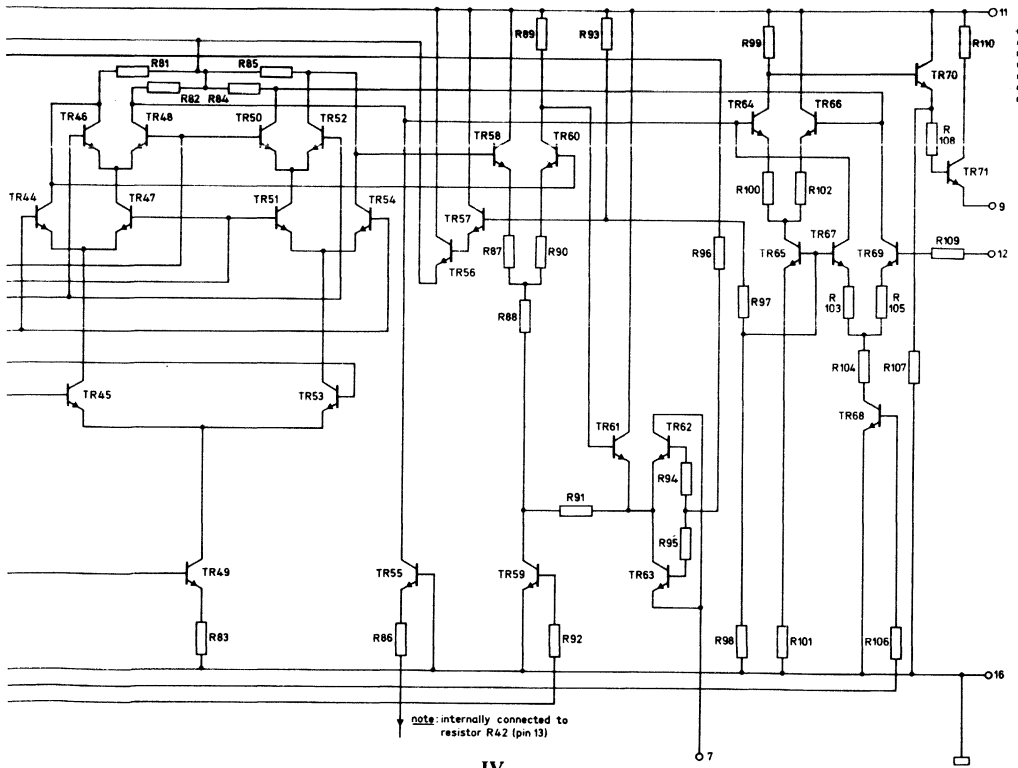 11
R89
R93
R99
R110
R81
R85
TR70
R82
R84
TR46
TR48
TR50
TR52
TR58
TR60
TR64
TR66
R
108
TR71
TR44
TR47
TR51
TR54
R100
R102
9
TR57
TR67
R109
R87
R90
R96
TR65
TR69
12
TR56
R97
R
103
R
105
R88
R104
R107
TR45
TR53
TR68
TR61
TR62
R94
R91
R95
TR49
TR55
TR59
TR63
R83
R86
R92
R98
R101
R106
16
note: internally connected to
resistor R42 (pin 13)
7
IV